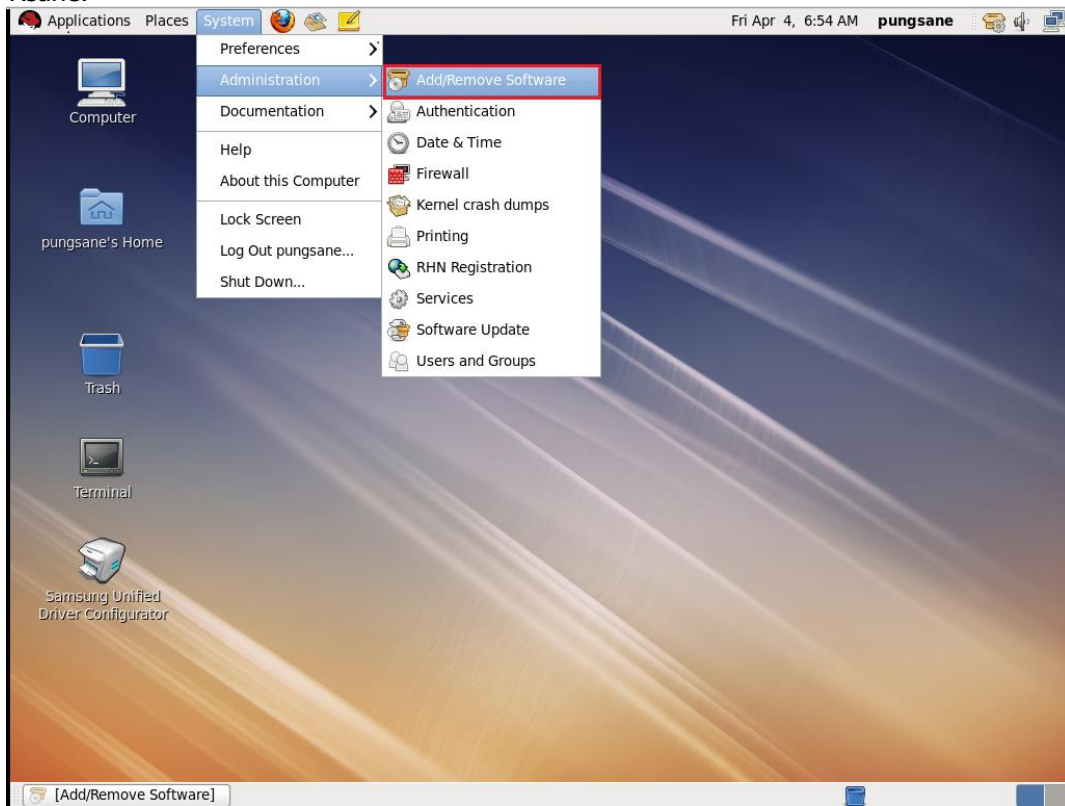 Applications Places System Fri Apr 4, 6:54 AM pungsane
Preferences
Administration
Documentation
Help
About this Computer
Lock Screen
Log Out pungsane...
Shut Down...
Add/Remove Software
Authentication
Date & Time
Firewall
Kernel crash dumps
Printing
RHN Registration
Services
Software Update
Users and Groups
Computer
pungsane's Home
Trash
Terminal
Samsung Unified
Driver Configurator
[Add/Remove Software]